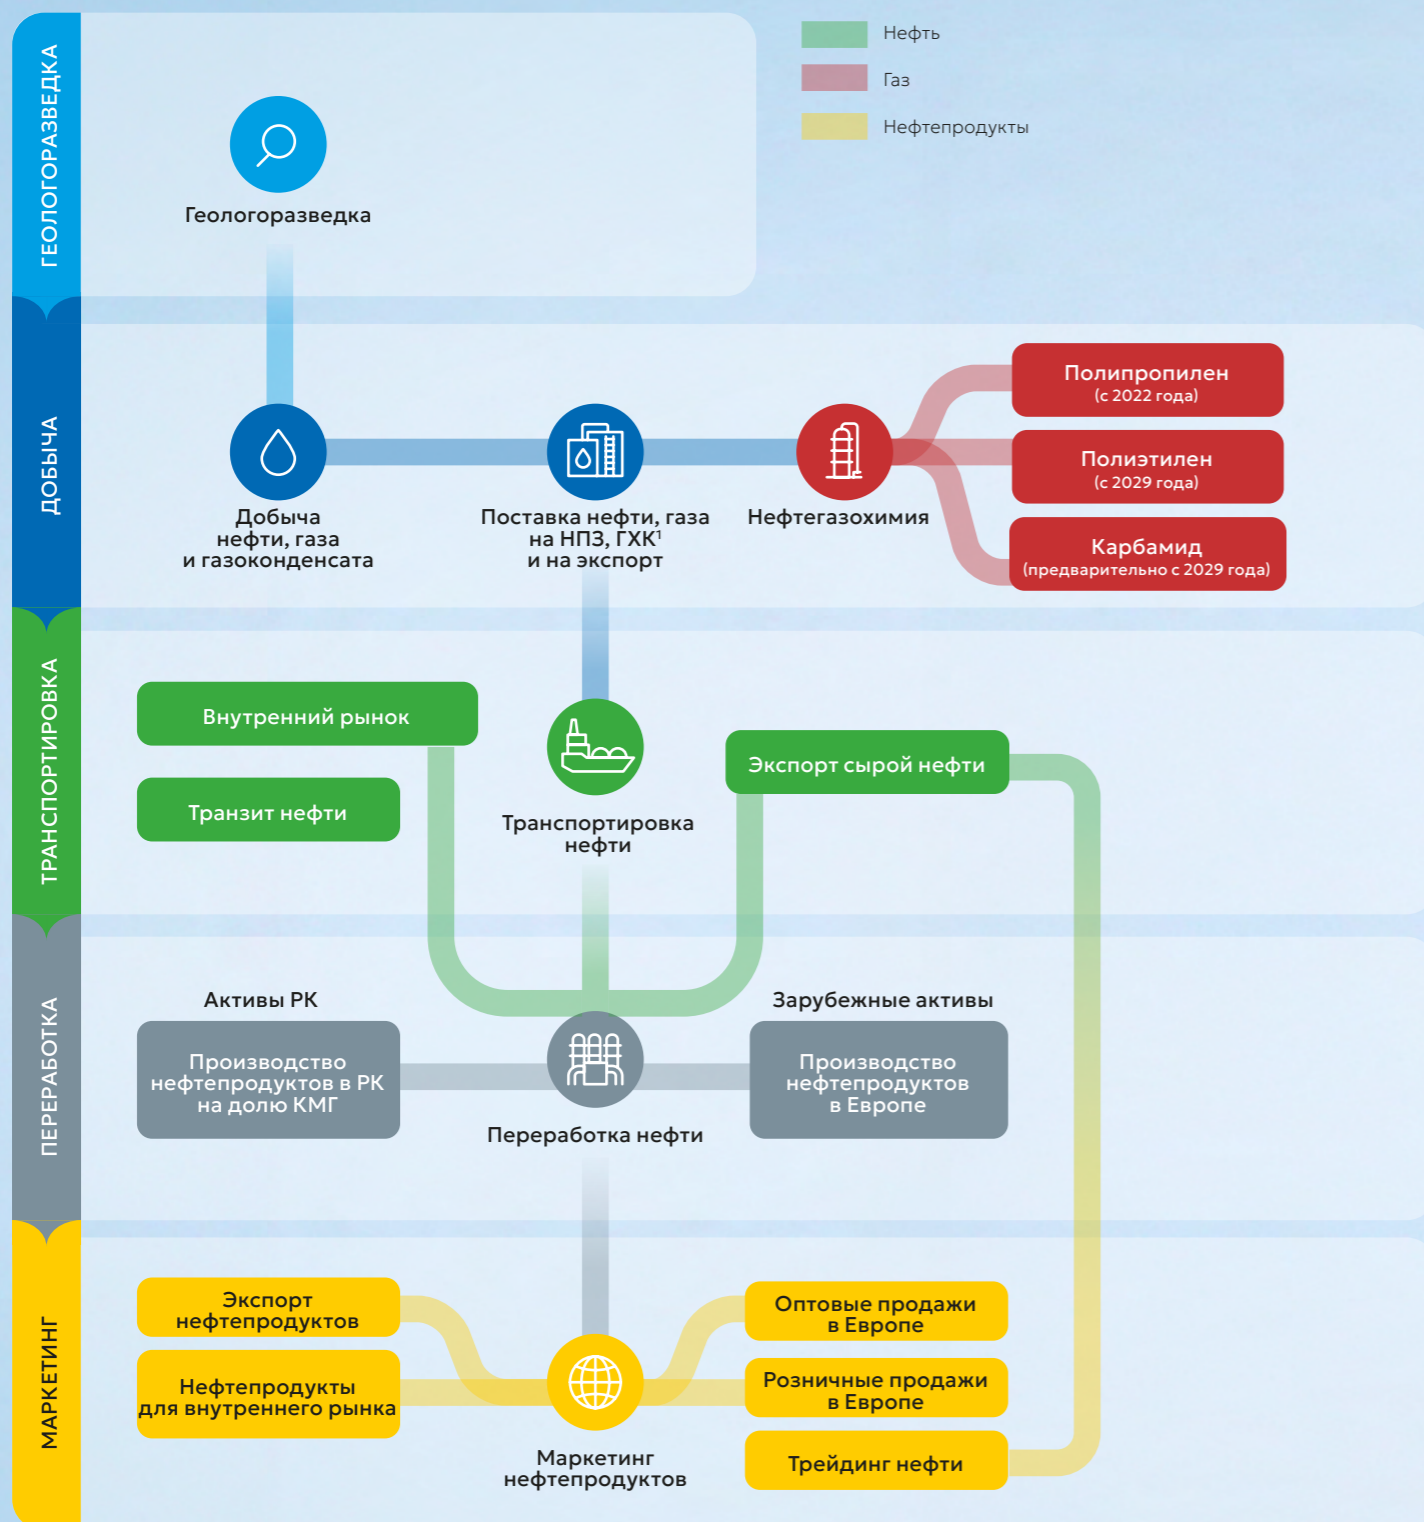 Нефть
Газ
Нефтепродукты
ГЕОЛОГОРАЗВЕДКА
Геологоразведка
ДОБЫЧА
Добыча
нефти, газа
и газоконденсата
Поставка нефти, газа
на НПЗ, ГХК¹
и на экспорт
Нефтегазохимия
Полипропилен
(с 2022 года)
Полиэтилен
(с 2029 года)
Карбамид
(предварительно с 2029 года)
ТРАНСПОРТИРОВКА
Внутренний рынок
Транзит нефти
Транспортировка
нефти
Экспорт сырой нефти
ПЕРЕРАБОТКА
Активы РК
Производство
нефтепродуктов в РК
на долю КМГ
Переработка нефти
Зарубежные активы
Производство
нефтепродуктов
в Европе
МАРКЕТИНГ
Экспорт
нефтепродуктов
Нефтепродукты
для внутреннего рынка
Маркетинг
нефтепродуктов
Оптовые продажи
в Европе
Розничные продажи
в Европе
Трейдинг нефти